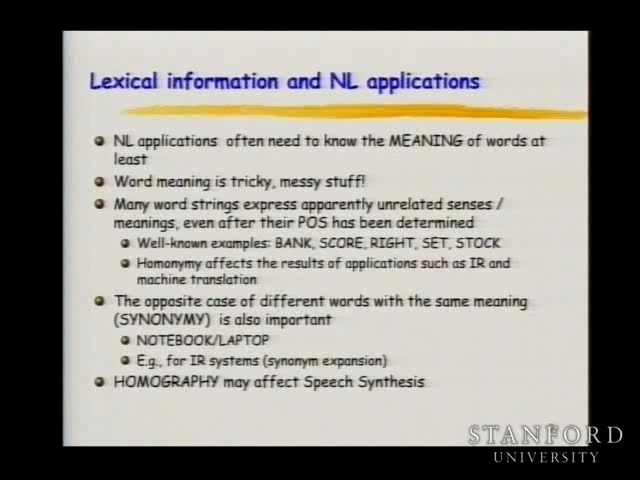 Lexical information and NL applications
NL applications often need to know the MEANING of words at
least
Word meaning is tricky, messy stuff!
Many word strings express apparently unrelated senses /
meanings, even after their POS has been determined
Well-known examples: BANK, SCORE, RIGHT, SET, STOCK
Homonymy affects the results of applications such as IR and
machine translation
The opposite case of different words with the same meaning
(SYNONYMY) is also important
NOTEBOOK/LAPTOP
E.g., for IR systems (synonym expansion)
HOMOGRAPHY may affect Speech Synthesis
STANFORD
UNIVERSITY